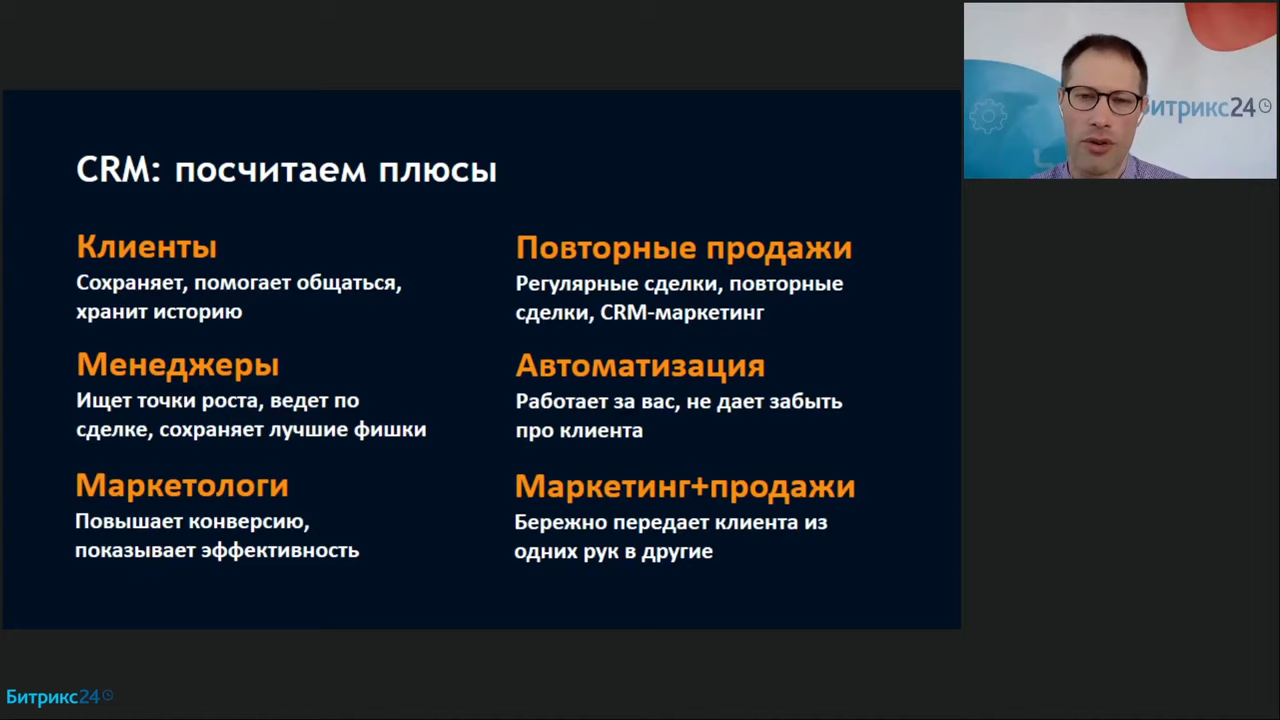 CRM: посчитаем плюсы
Клиенты
Сохраняет, помогает общаться,
хранит историю
Менеджеры
Ищет точки роста, ведет по
сделке, сохраняет лучшие фишки
Маркетологи
Повышает конверсию,
показывает эффективность
Повторные продажи
Регулярные сделки, повторные
сделки, CRM-маркетинг
Автоматизация
Работает за вас, не дает забыть
про клиента
Маркетинг+продажи
Бережно передает клиента из
одних рук в другие
Битрикс24
Битрикс24